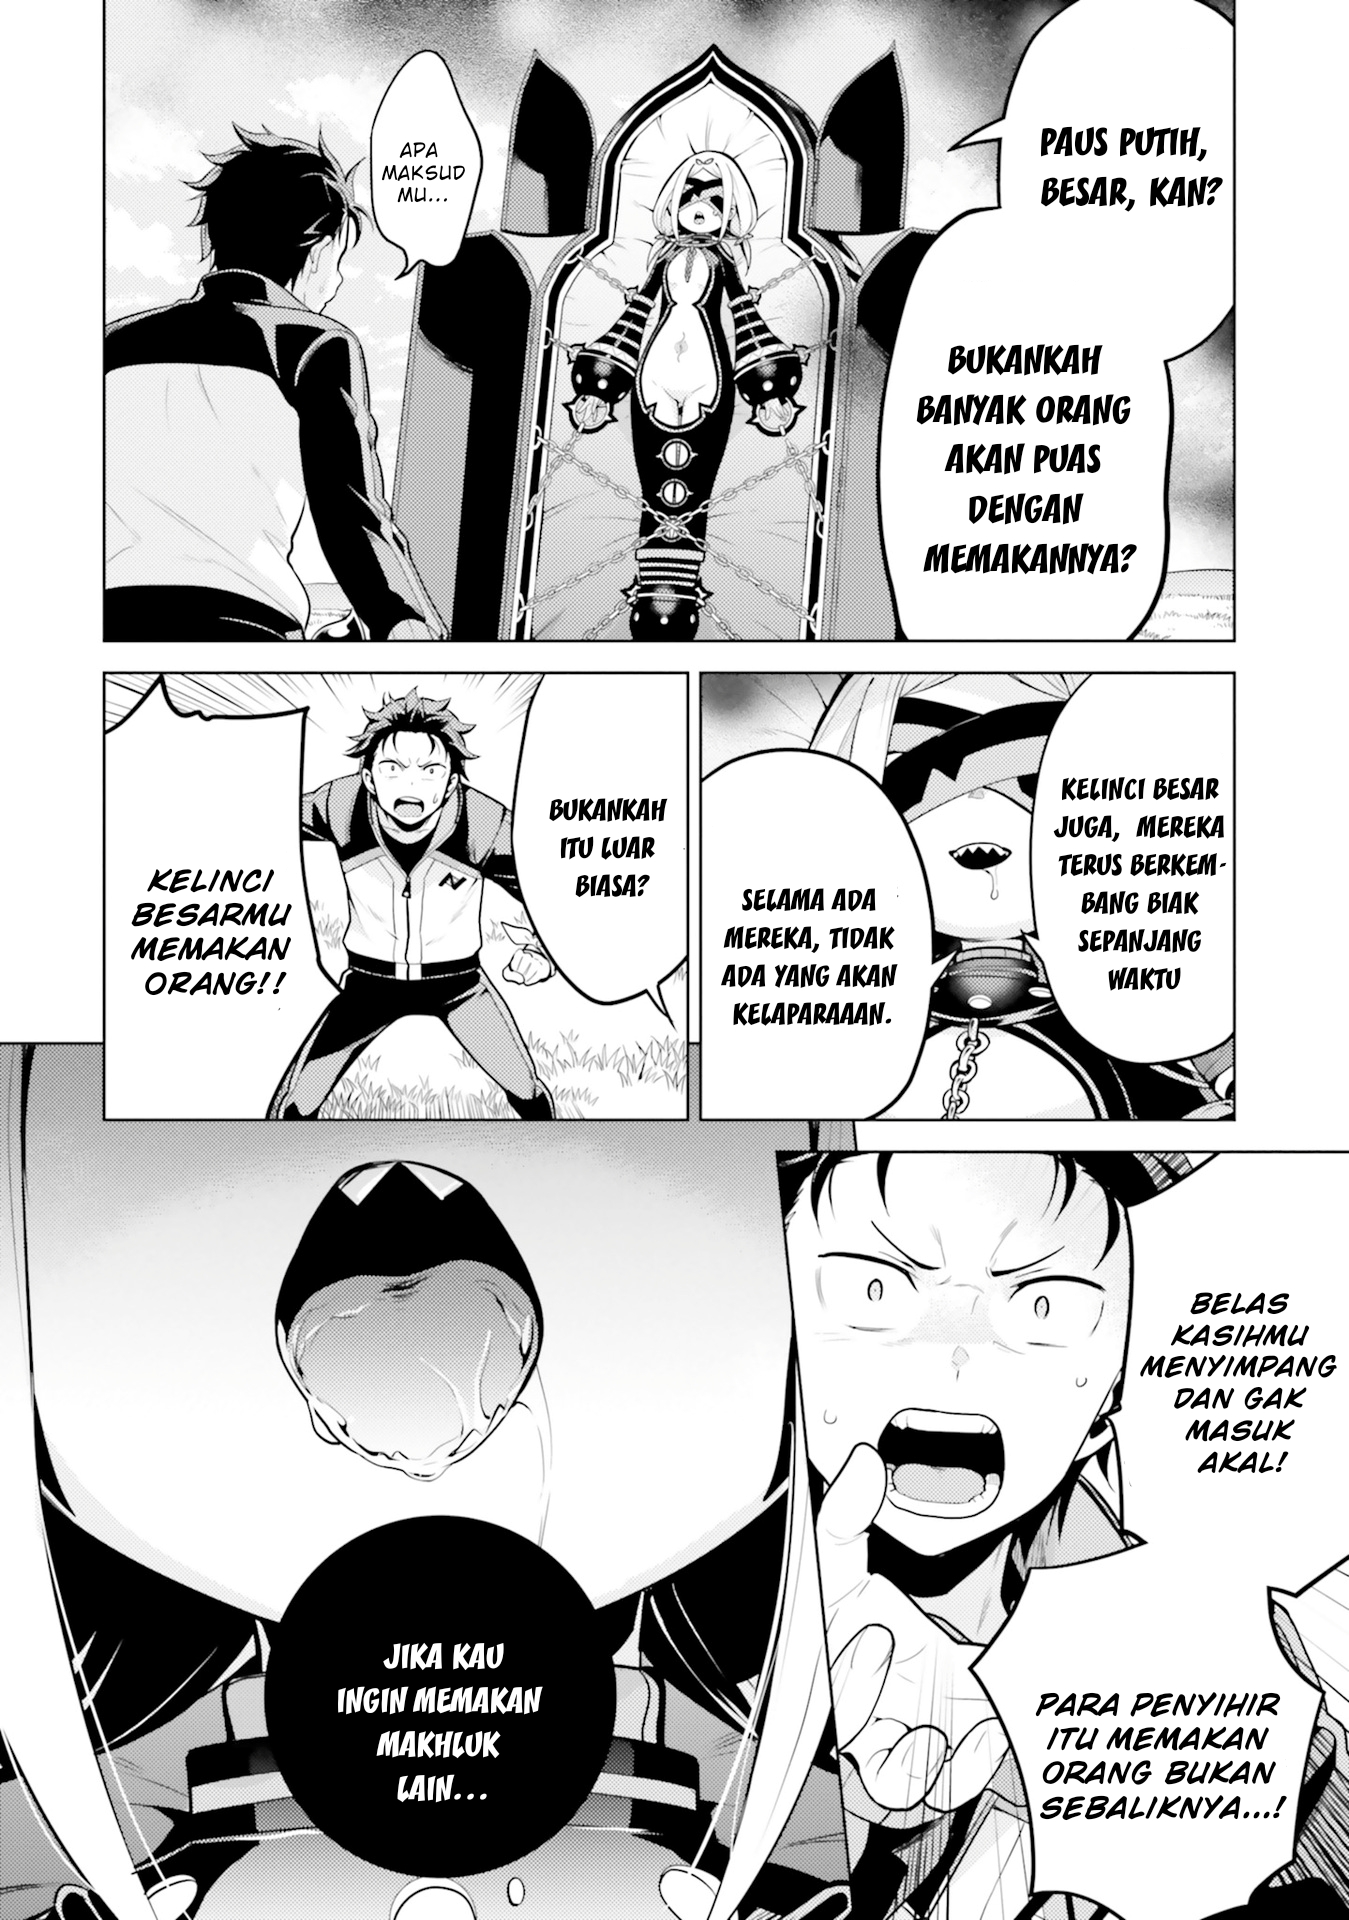 PAUS PUTIH,
BESAR, KAN?
BUKANKAH
BANYAK ORANG
AKAN PUAS
DENGAN
MEMAKANNYA?
APA
MAKSUD
MU...
KELINCI BESAR
JUGA, MEREKA
TERUS BERKEM-
BANG BIAK
SEPANJANG
WAKTU
SELAMA ADA
MEREKA, TIDAK
ADA YANG AKAN
KELAPARAAAN.
BUKANKAH
ITU LUAR
BIASA?
KELINCI
BESARMU
MEMAKAN
ORANG!!
BELAS
KASIHMU
MENYIMPANG
DAN GAK
MASUK
AKAL!
PARA PENYIHIR
ITU MEMAKAN
ORANG BUKAN
SEBALIKNYA...!
JIKA KAU
INGIN MEMAKAN
MAKHLUK
LAIN...